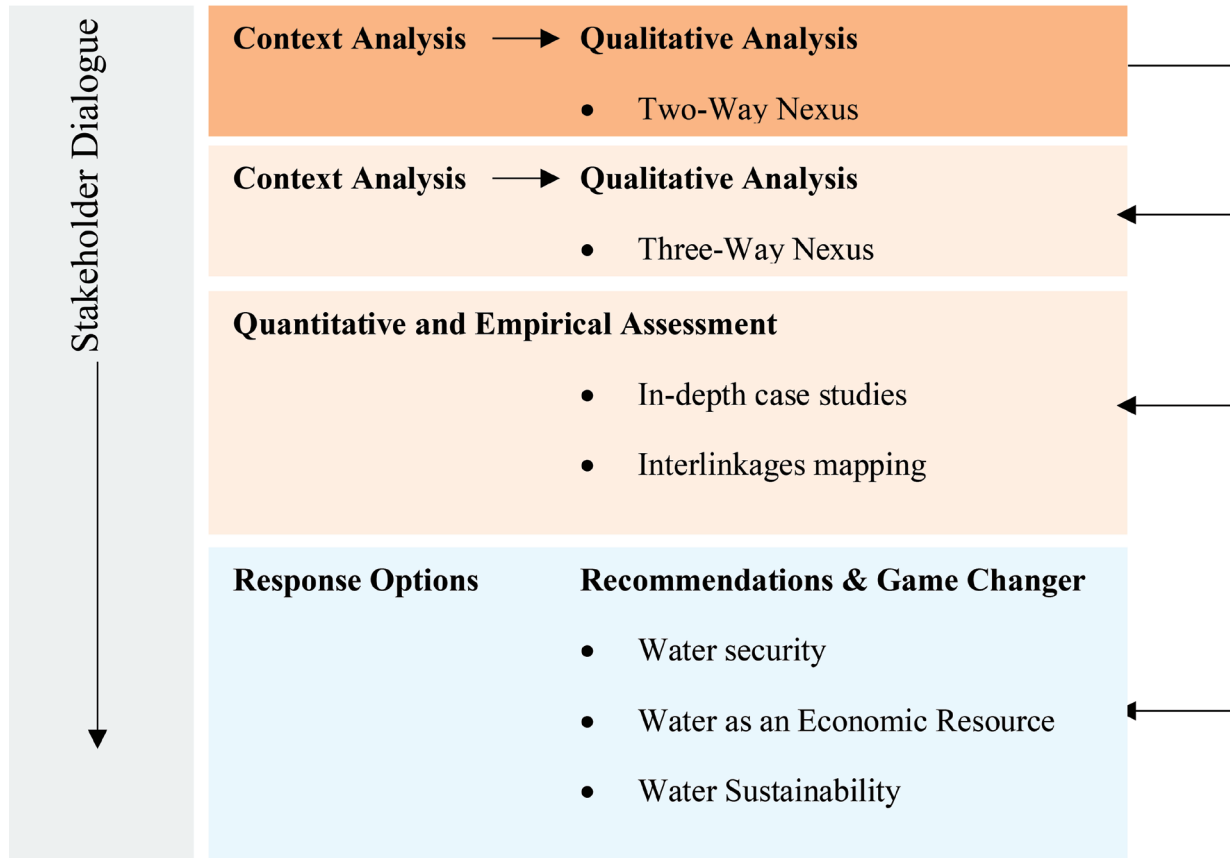 Stakeholder Dialogue
Context Analysis Qualitative Analysis
• Two-Way Nexus
Context Analysis Qualitative Analysis
• Three-Way Nexus
Quantitative and Empirical Assessment
• In-depth case studies
• Interlinkages mapping
Response Options Recommendations & Game Changer
• Water security
• Water as an Economic Resource
• Water Sustainability